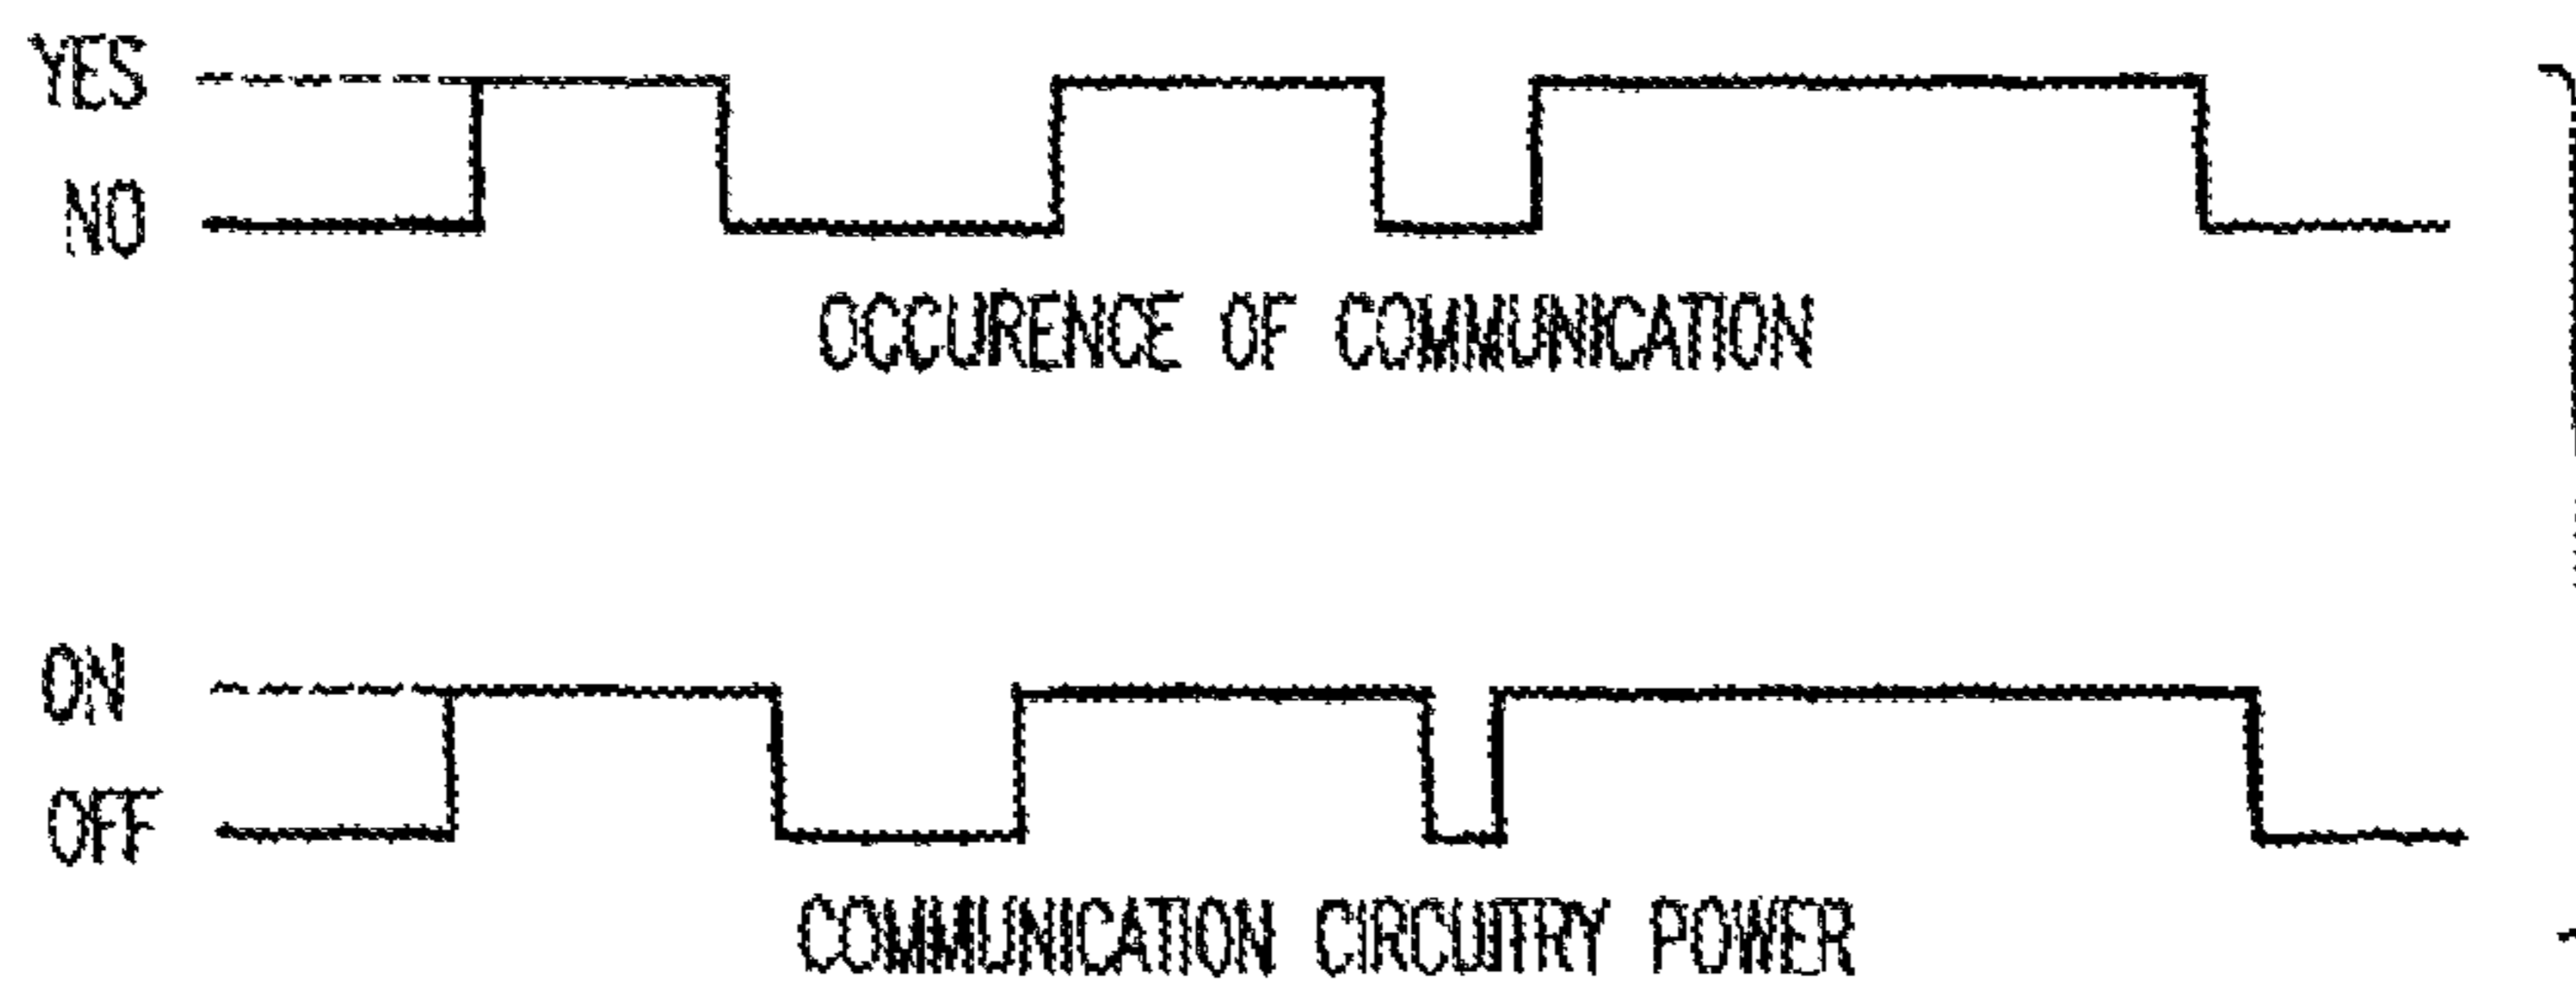 YES
NO
OCCURENCE OF COMMUNICATION
ON
OFF
COMMUNICATION CIRCUITRY POWER